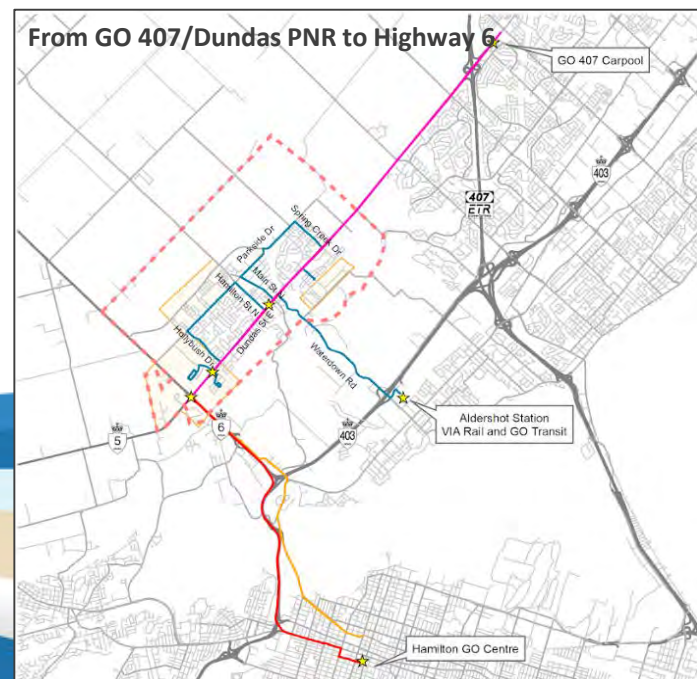 From GO 407/Dundas PNR to Highway 6
GO 407 Carpool
403
407
ETR
Spring Creek Dr
Parkside Dr
Main St
Hamilton St N
Dundas St E
Hollybush Dr
Waterdown Rd
Aldershot Station
VIA Rail and GO Transit
5
6
403
Hamilton GO Centre